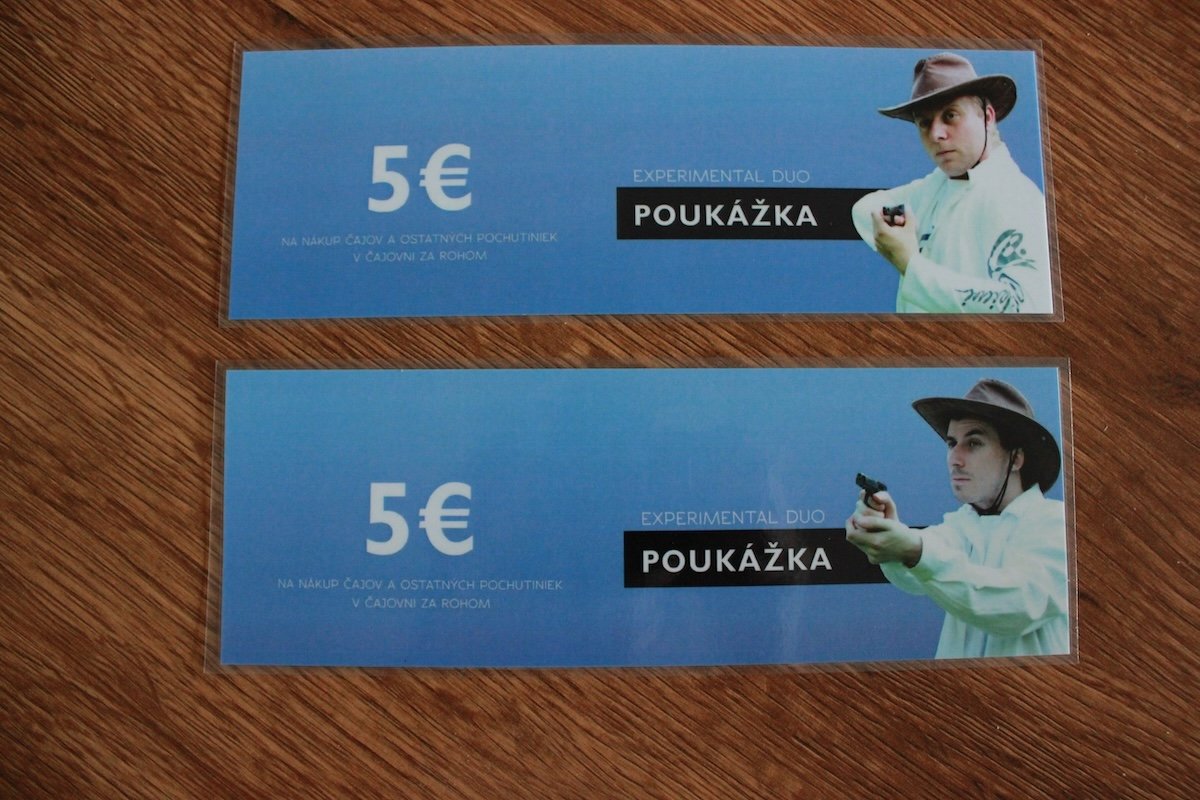 5€
NA NÁKUP ČAJOV A OSTATNÝCH POCHUTINIEK
V ČAJOVNI ZA ROHOM
EXPERIMENTAL DUO
POUKÁŽKA
5€
NA NÁKUP ČAJOV A OSTATNÝCH POCHUTINIEK
V ČAJOVNI ZA ROHOM
EXPERIMENTAL DUO
POUKÁŽKA